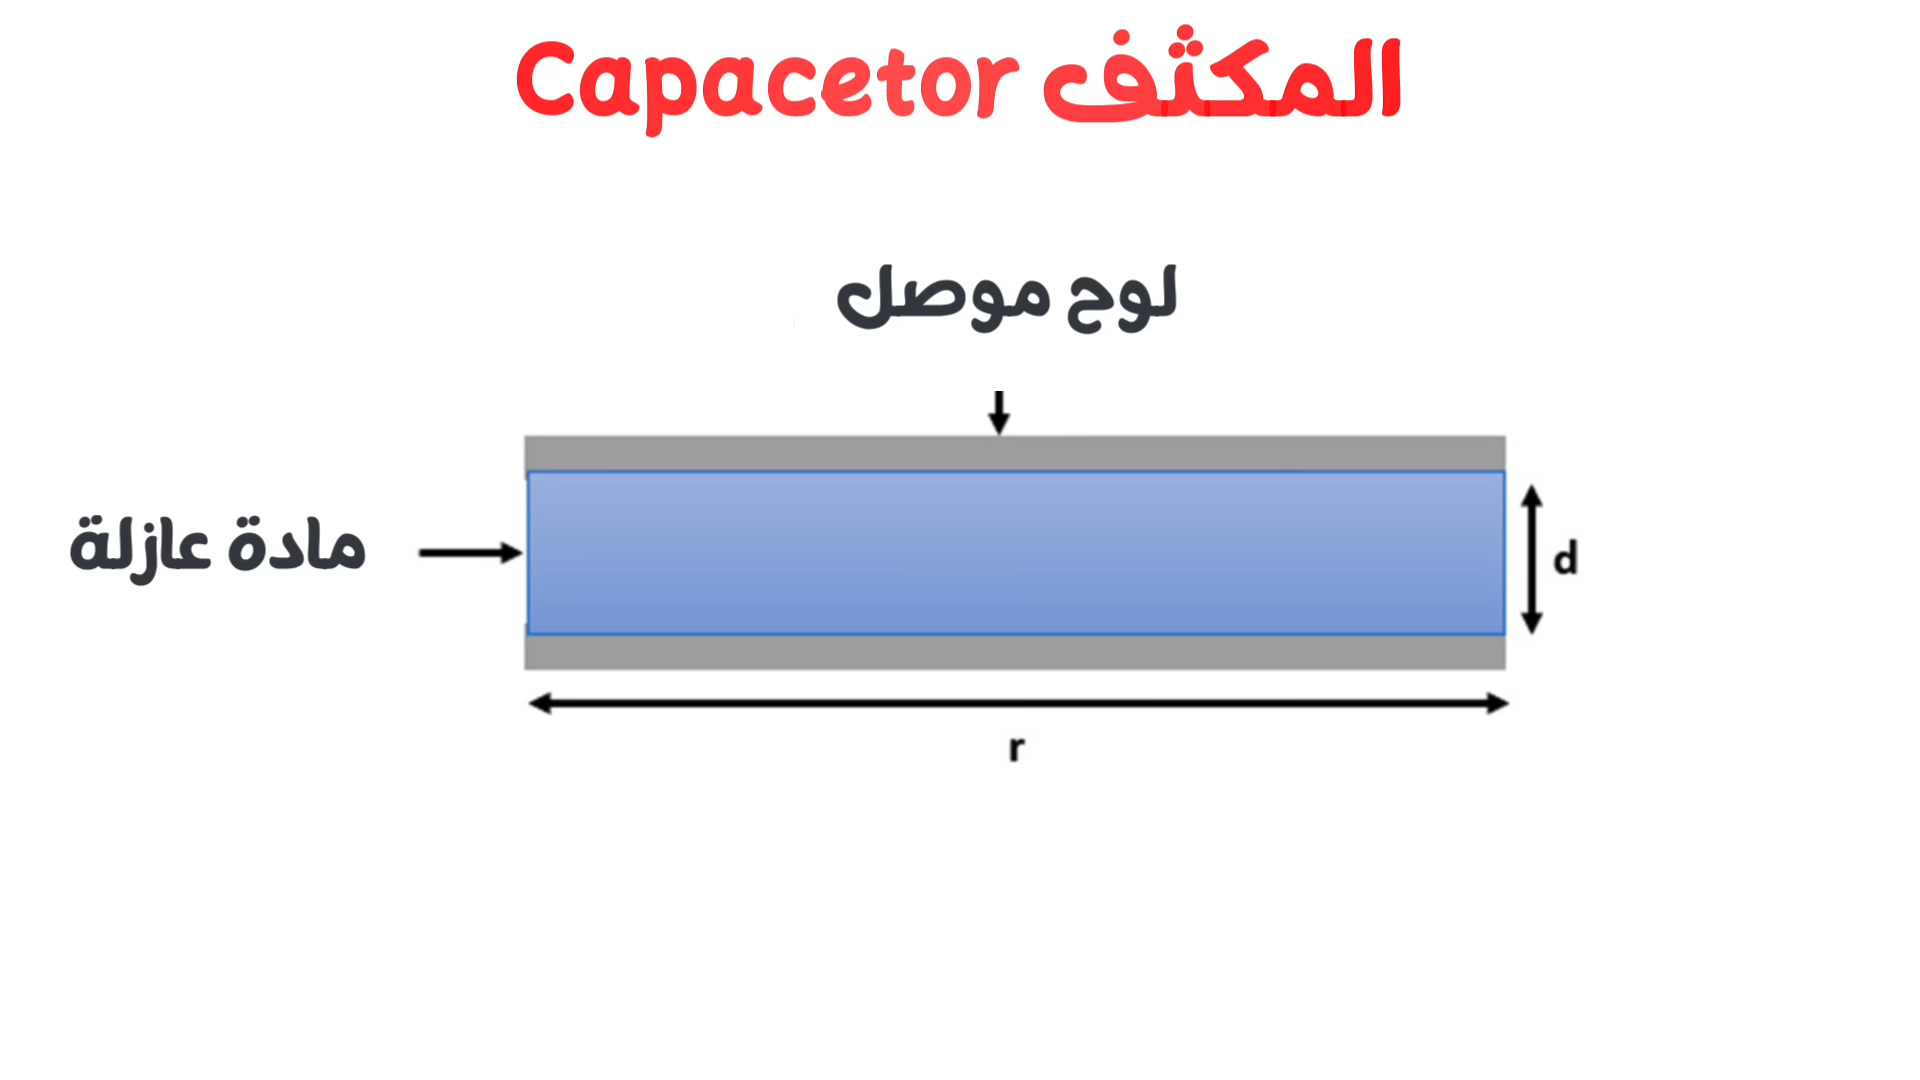 المكثف Capacetor
لوح موصل
مادة عازلة
d
r